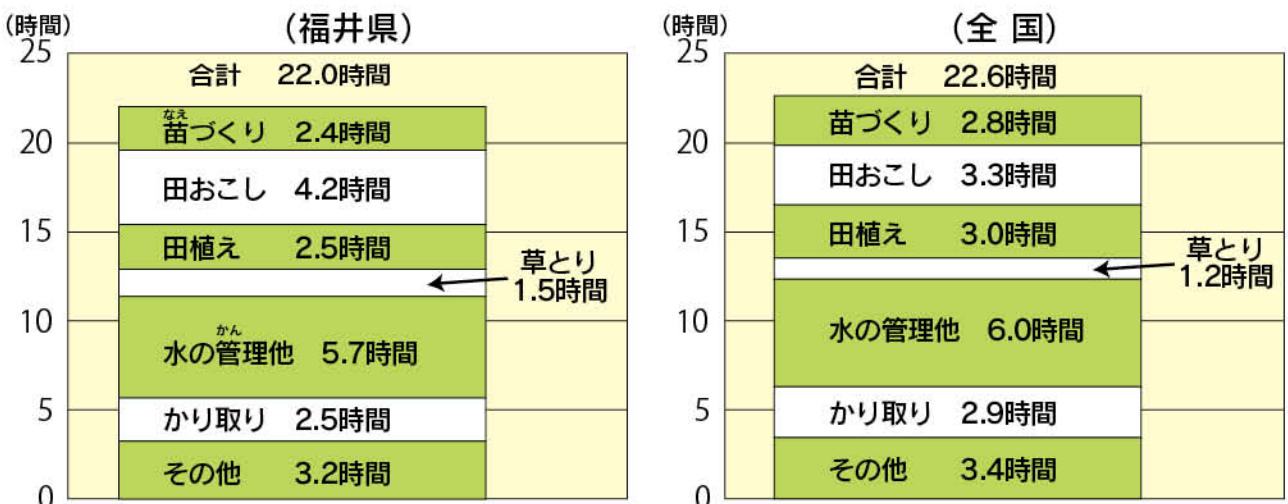 (時間)
(福井県)
25
20
15
10
5
0
合計 22.0時間
なえ
苗づくり 2.4時間
田おこし 4.2時間
田植え 2.5時間
草とり
1.5時間
かん
水の管理他 5.7時間
かり取り 2.5時間
その他 3.2時間
(時間)
(全国)
25
20
15
10
5
0
合計 22.6時間
苗づくり 2.8時間
田おこし 3.3時間
田植え 3.0時間
草とり
1.2時間
水の管理他 6.0時間
かり取り 2.9時間
その他 3.4時間